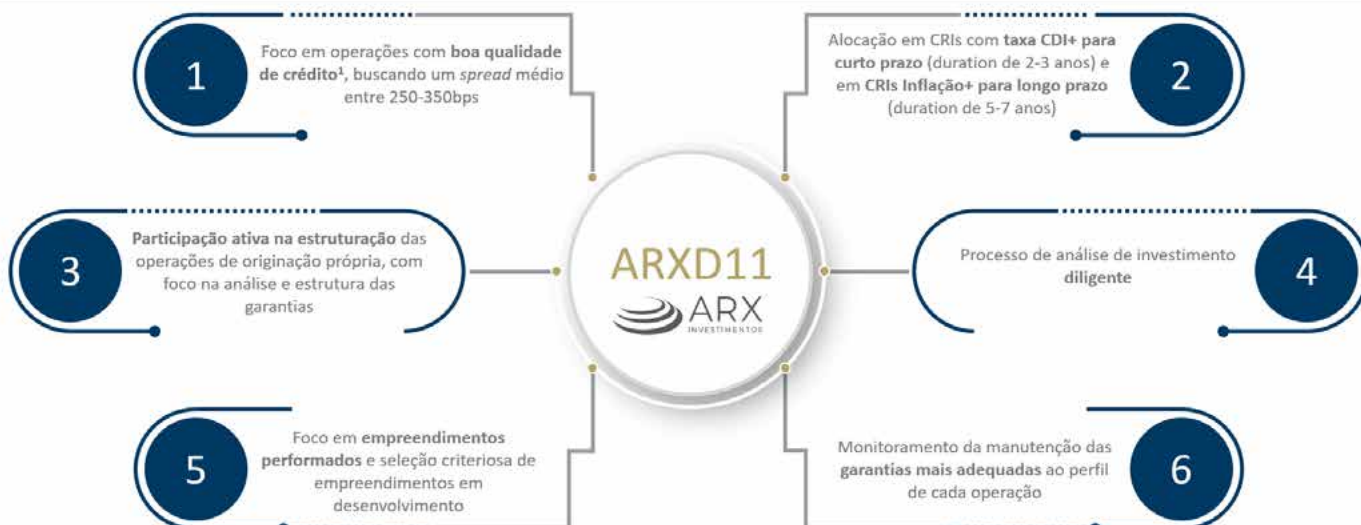 1
Foco em operações com boa qualidade
de crédito¹, buscando um spread médio
entre 250-350bps
Alocação em CRIs com taxa CDI+ para
curto prazo (duration de 2-3 anos) e
em CRIs Inflação+ para longo prazo
(duration de 5-7 anos)
2
3
Participação ativa na estruturação das
operações de originação própria, com
foco na análise e estrutura das
garantias
ARXD11
ARX
INVESTIMENTOS
Processo de análise de investimento
diligente
4
5
Foco em empreendimentos
performados e seleção criteriosa de
empreendimentos em
desenvolvimento
Monitoramento da manutenção das
garantias mais adequadas ao perfil
de cada operação
6